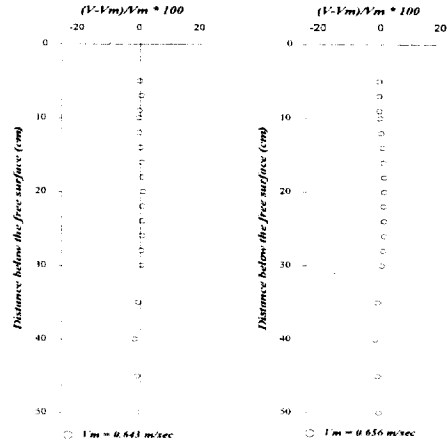 (V-Vm)/Vm * 100
-20 0 20
0
10
20
30
40
50
Distance below the free surface (cm)
Vm = 0.643 m/sec
(V-Vm)/Vm * 100
-20 0 20
0
10
20
30
40
50
Distance below the free surface (cm)
Vm = 0.656 m/sec